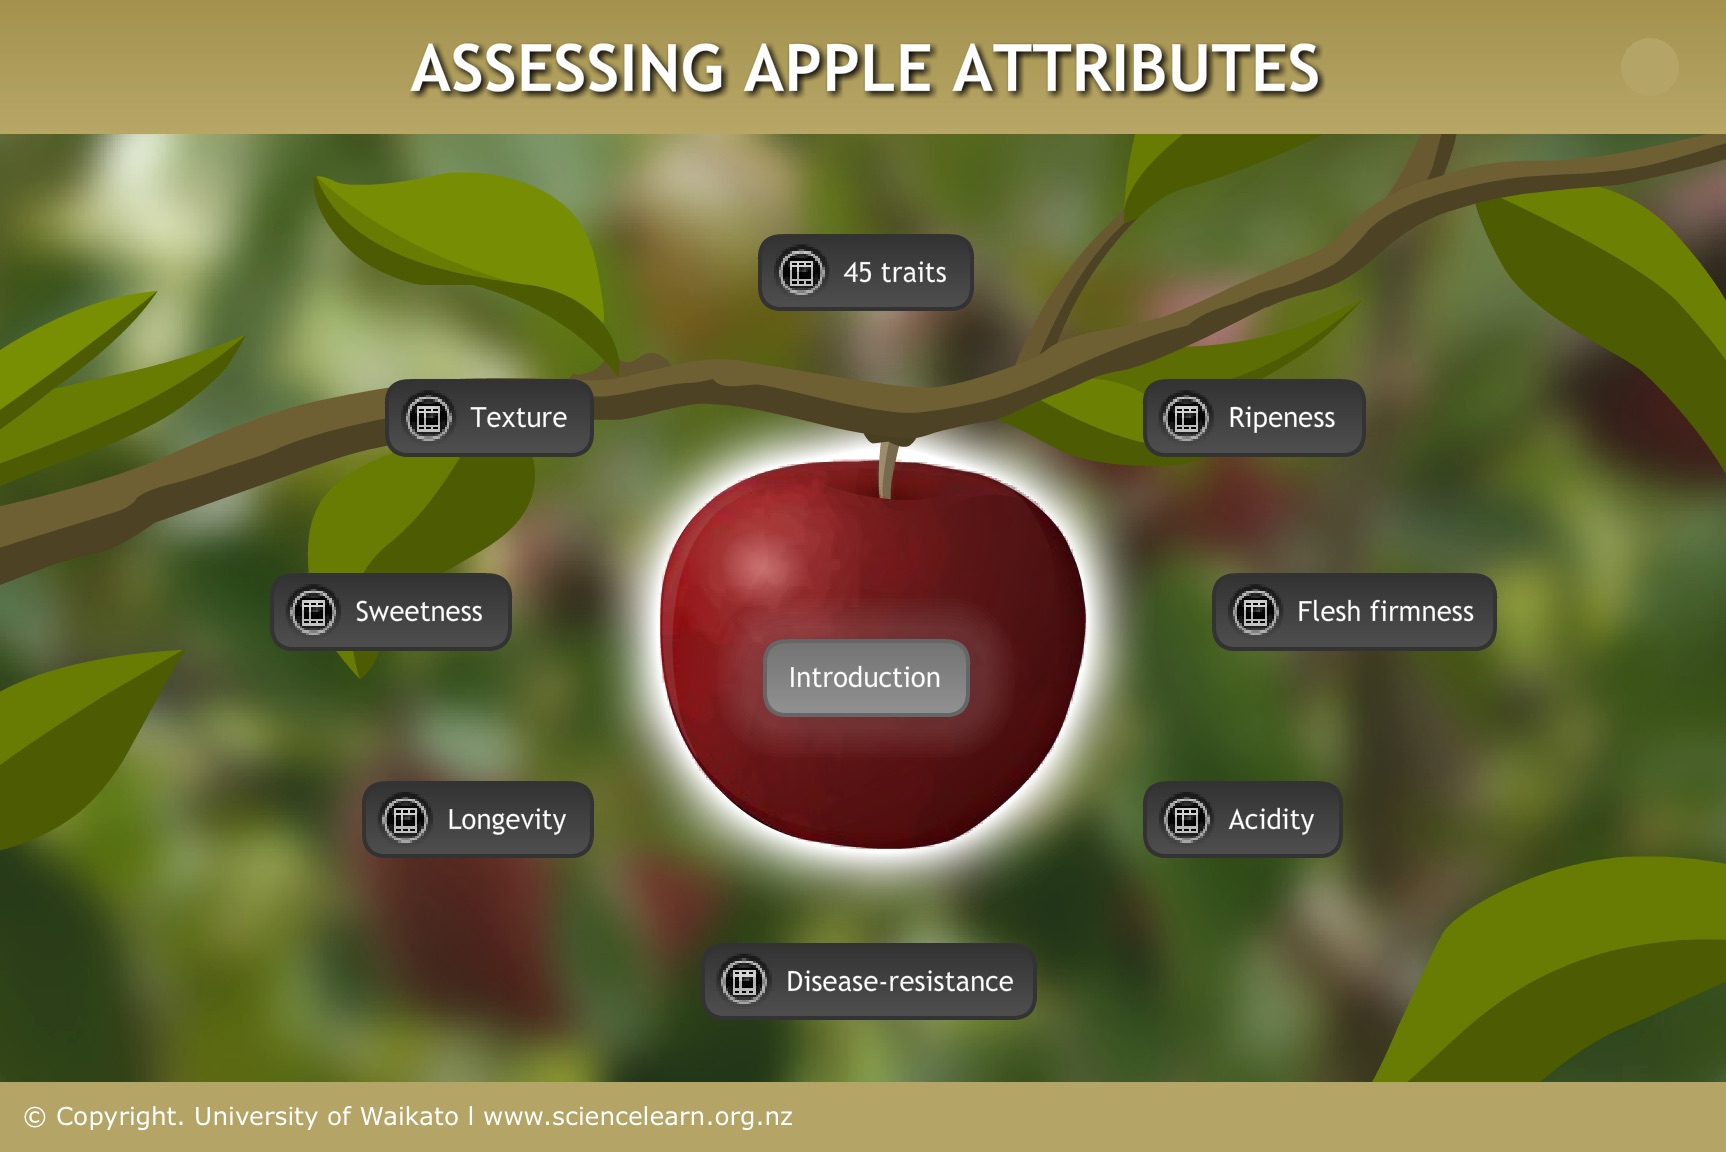 ASSESSING APPLE ATTRIBUTES
45 traits
Texture
Ripeness
Sweetness
Flesh firmness
Introduction
Longevity
Acidity
Disease-resistance
© Copyright. University of Waikato l www.sciencelearn.org.nz